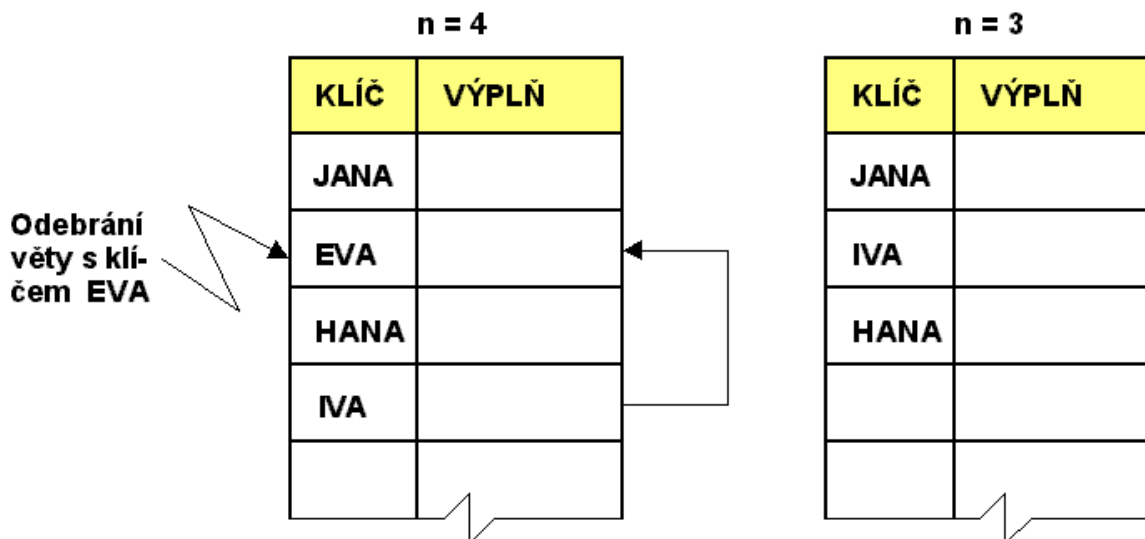 n = 4
n = 3
KLÍČ VÝPLŇ
KLÍČ VÝPLŇ
JANA
JANA
Odebrání
věty s klí-
čem EVA
EVA
IVA
HANA
HANA
IVA